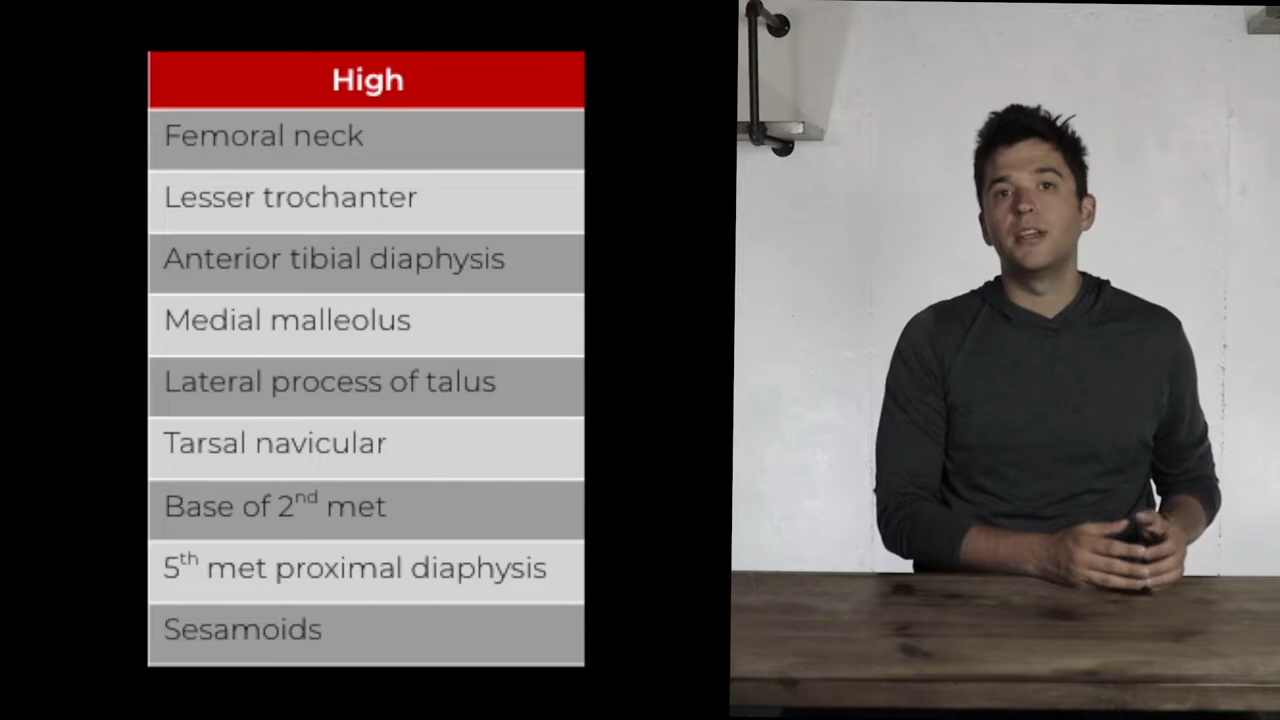 High
Femoral neck
Lesser trochanter
Anterior tibial diaphysis
Medial malleolus
Lateral process of talus
Tarsal navicular
Base of 2nd met
5th met proximal diaphysis
Sesamoids